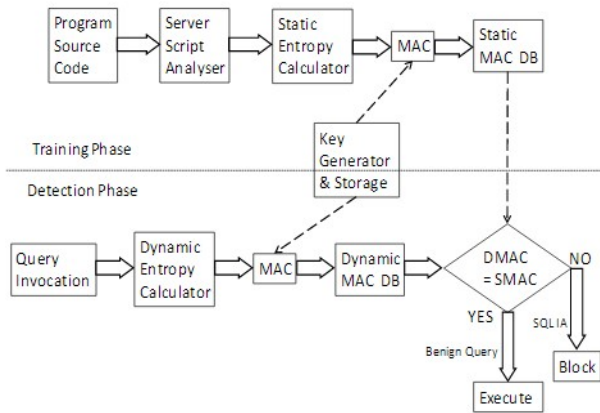 Program
Source
Code
Server
Script
Analyser
Static
Entropy
Calculator
MAC
Static
MAC DB
Key
Generator
& Storage
Training Phase
Detection Phase
Query
Invocation
Dynamic
Entropy
Calculator
MAC
Dynamic
MAC DB
DMAC
= SMAC
NO
YES
SQLIA
Benign Query
Block
Execute